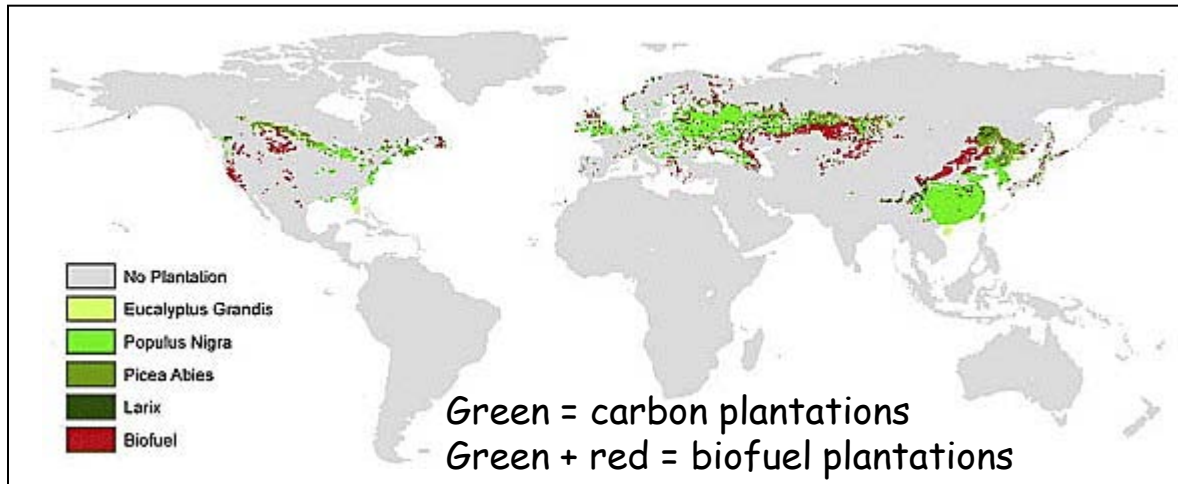 No Plantation
Eucalyptus Grandis
Populus Nigra
Picea Abies
Larix
Biofuel
Green = carbon plantations
Green + red = biofuel plantations